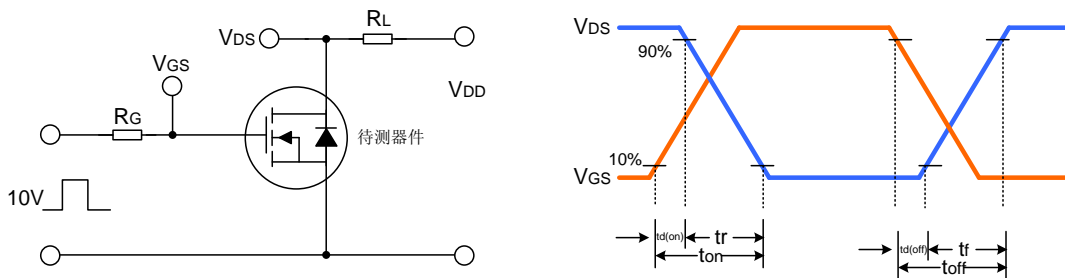 RL
VDS
VGS
VDD
RG
待测器件
10V
VDS
90%
10%
VGS
td(on)
tr
ton
td(off)
tf
toff